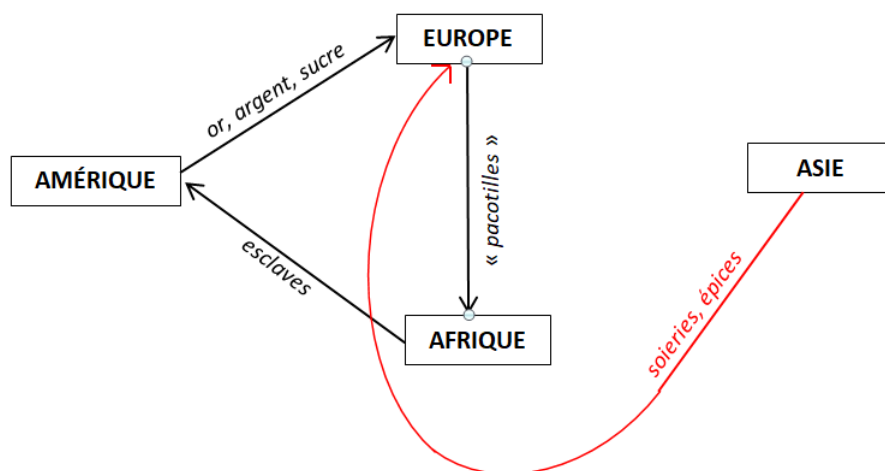 EUROPE
or, argent, sucre
« pacotilles »
AMÉRIQUE
ASIE
esclaves
soieries, épices
AFRIQUE